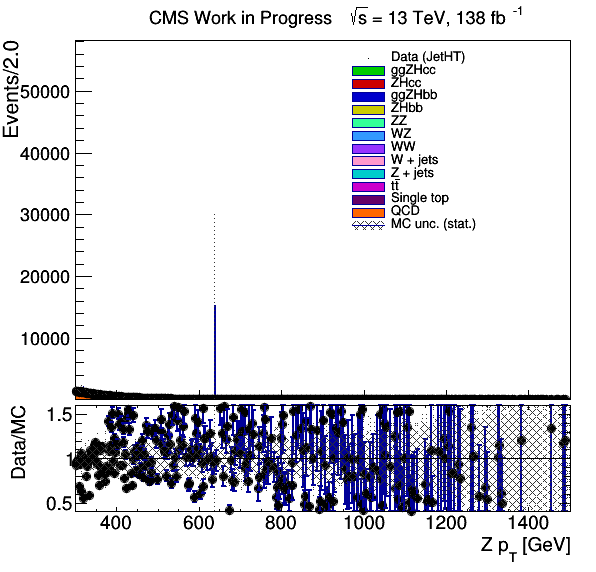 CMS Work in Progress √s = 13 TeV, 138 fb -1
Events/2.0
50000
40000
30000
20000
10000
Data (JetHT)
ggZHcc
ZHcc
ggZHbb
ZHbb
ZZ
WZ
WW
W + jets
Z + jets
tt̄
Single top
QCD
MC unc. (stat.)
Data/MC
1.5
1
0.5
400 600 800 1000 1200 1400
Z pT [GeV]